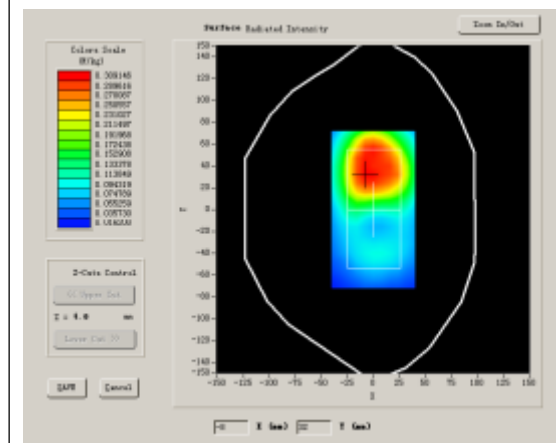 Surface Radiated Intensity
Zoom In/Out
Colors Scale
(W/kg)
0.309148
0.289616
0.270087
0.250557
0.231027
0.211497
0.191968
0.172438
0.152908
0.133378
0.113849
0.094319
0.074789
0.055259
0.035730
0.016200
150
140
120
100
80
60
40
20
0
-20
-40
-60
-80
-100
-120
-140
-150
-150 -125 -100 -75 -50 -25 0 25 50 75 100 125 150
X
Z-Cuts Control
<< Upper Cut
Z = 4.0 mm
Lower Cut >>
SAVE
Cancel
-8 X (mm) 32 Y (mm)